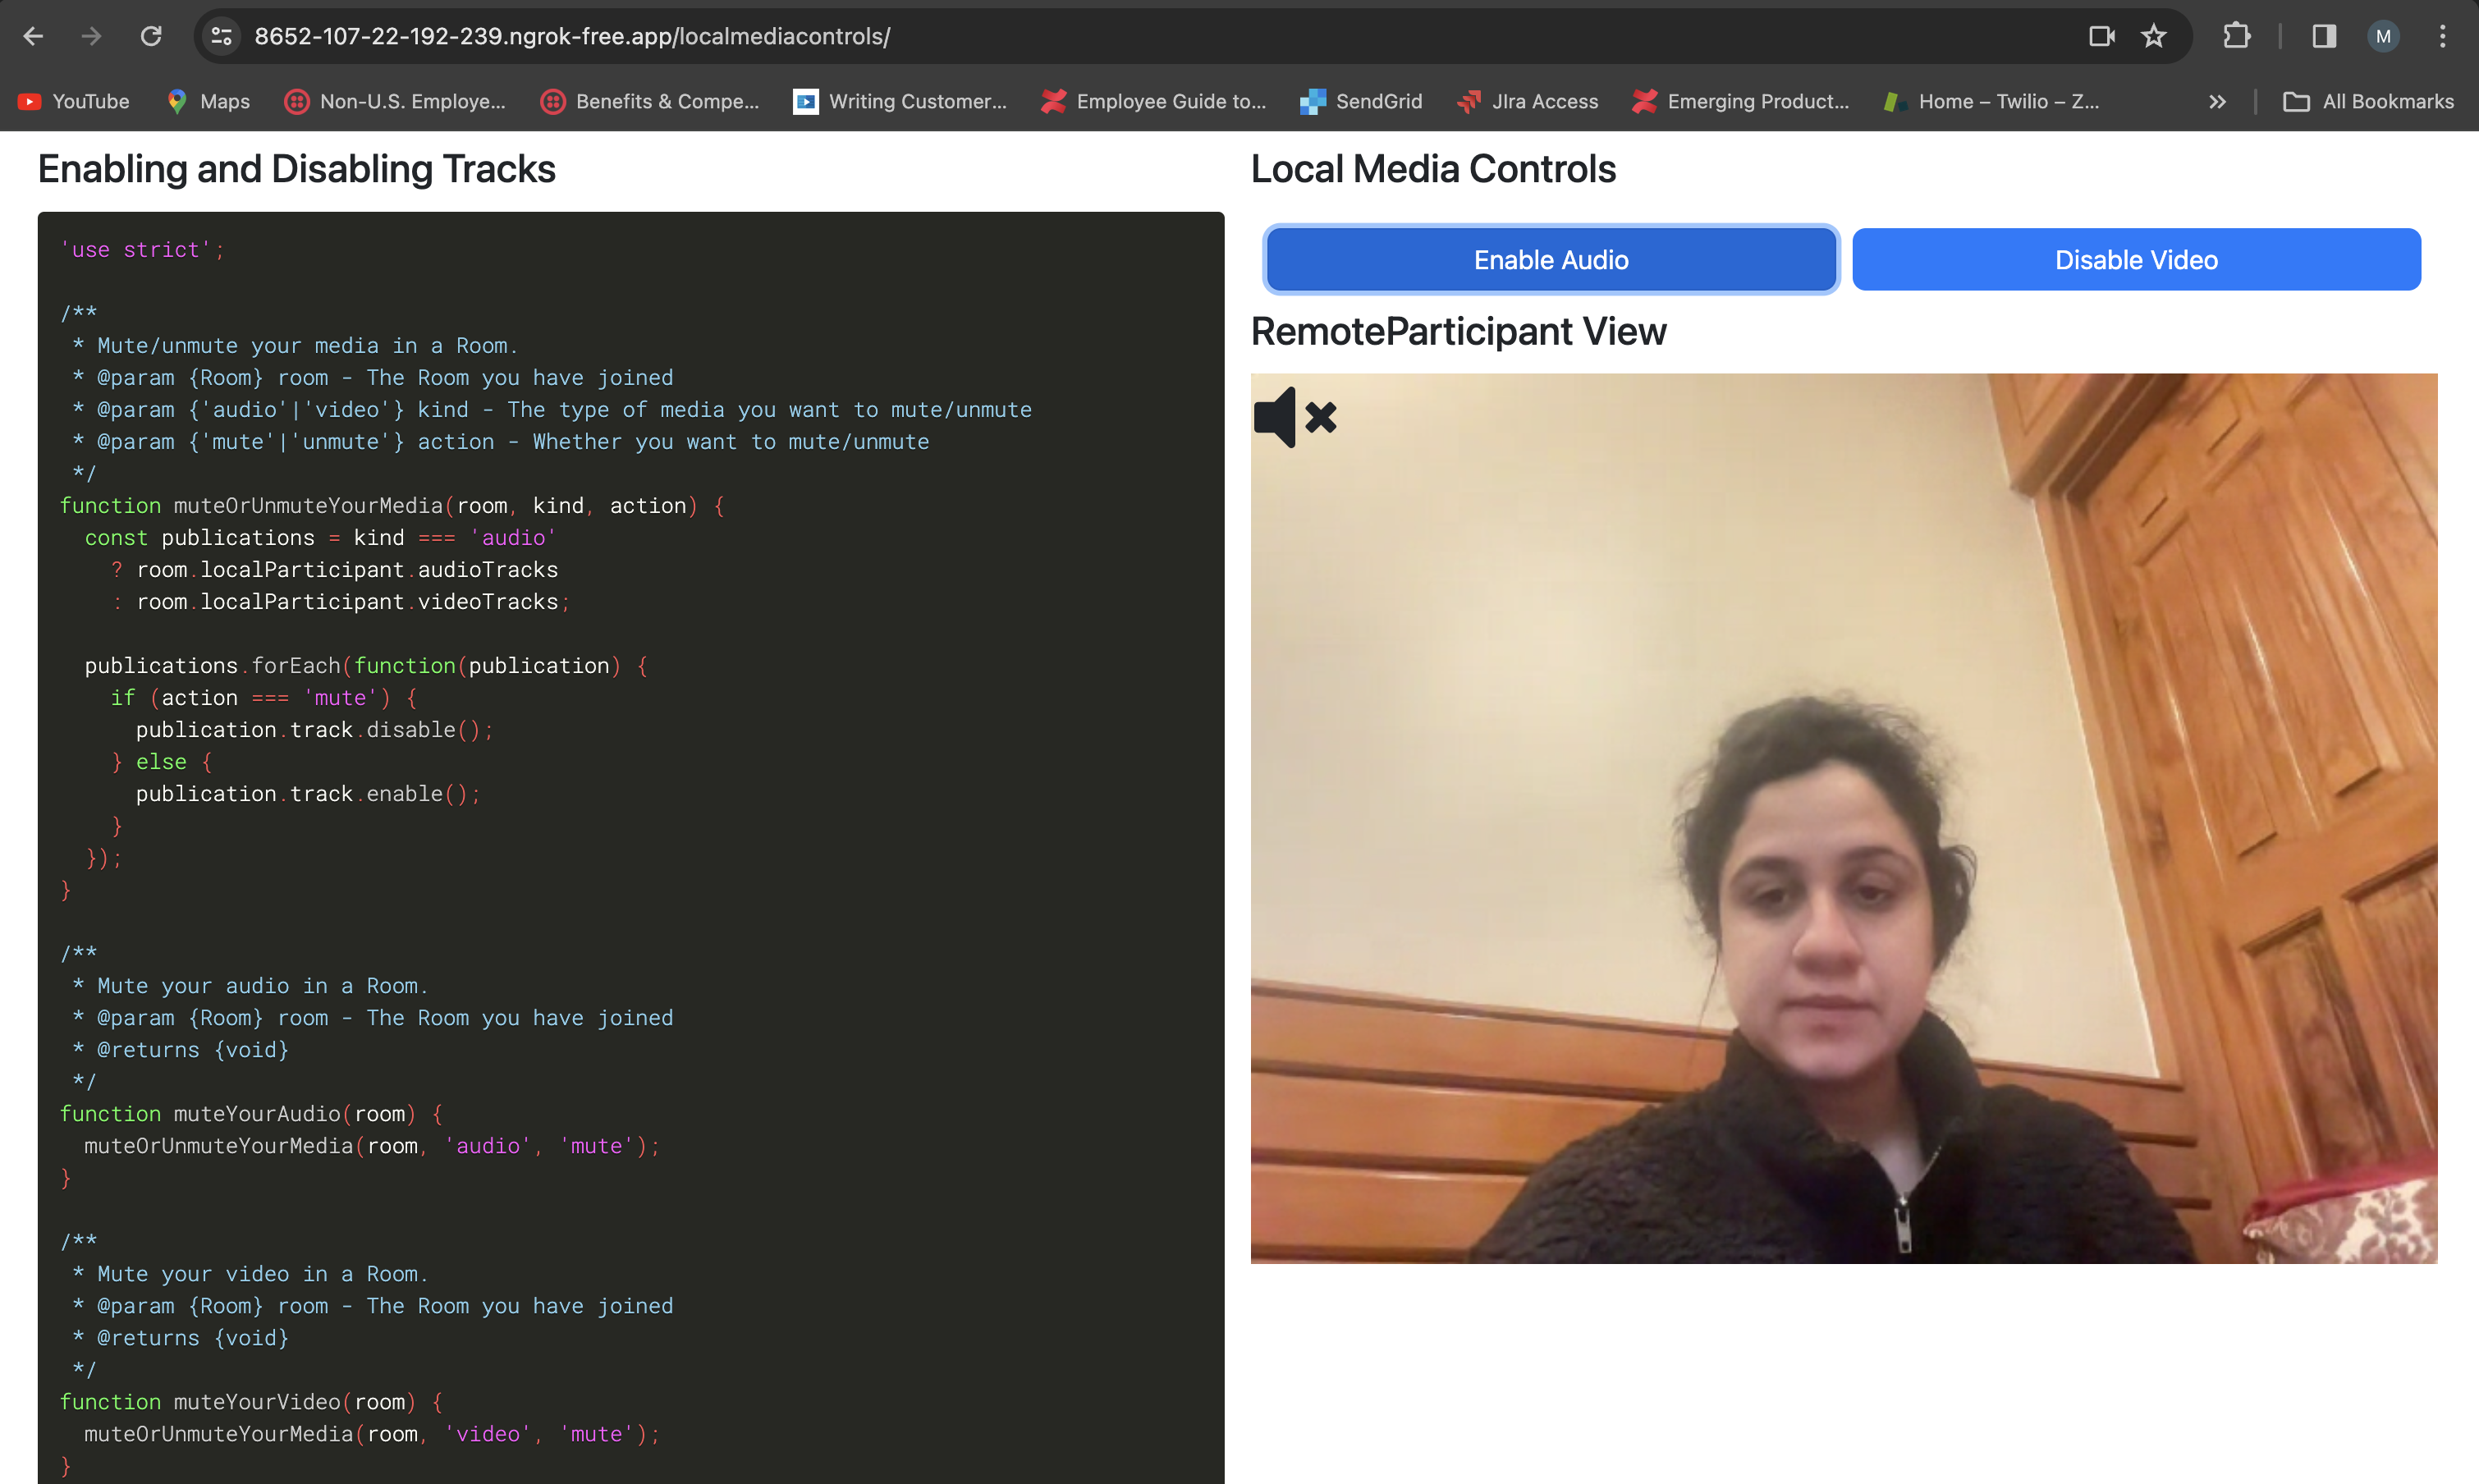 8652-107-22-192-239.ngrok-free.app/localmediacontrols/
M
YouTube
Maps
Non-U.S. Employe...
Benefits & Compe...
Writing Customer...
Employee Guide to...
SendGrid
JIra Access
Emerging Product...
Home – Twilio – Z...
All Bookmarks
Enabling and Disabling Tracks
'use strict';
/**
 * Mute/unmute your media in a Room.
 * @param {Room} room - The Room you have joined
 * @param {'audio'|'video'} kind - The type of media you want to mute/unmute
 * @param {'mute'|'unmute'} action - Whether you want to mute/unmute
 */
function muteOrUnmuteYourMedia(room, kind, action) {
  const publications = kind === 'audio'
    ? room.localParticipant.audioTracks
    : room.localParticipant.videoTracks;
  publications.forEach(function(publication) {
    if (action === 'mute') {
      publication.track.disable();
    } else {
      publication.track.enable();
    }
  });
}
/**
 * Mute your audio in a Room.
 * @param {Room} room - The Room you have joined
 * @returns {void}
 */
function muteYourAudio(room) {
  muteOrUnmuteYourMedia(room, 'audio', 'mute');
}
/**
 * Mute your video in a Room.
 * @param {Room} room - The Room you have joined
 * @returns {void}
 */
function muteYourVideo(room) {
  muteOrUnmuteYourMedia(room, 'video', 'mute');
}
Local Media Controls
Enable Audio
Disable Video
RemoteParticipant View